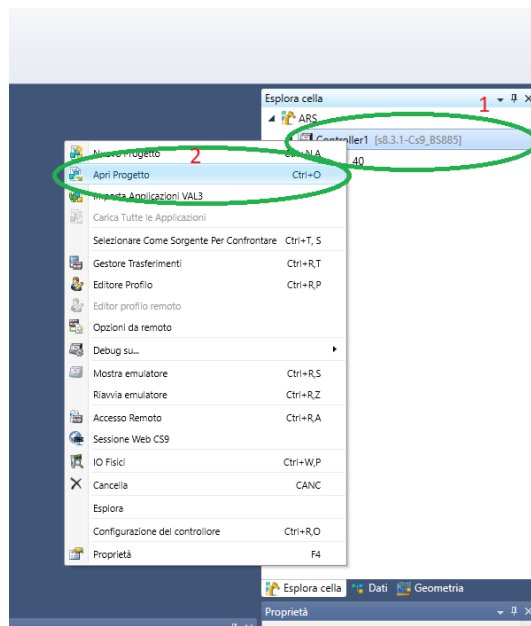 Esplora cella
1
ARS
Controller1 [s8.3.1-Cs9_BS885]
40
2
Nuovo Progetto Ctrl+N,A
Apri Progetto Ctrl+O
Importa Applicazioni VAL3
Carica Tutte le Applicazioni
Selezionare Come Sorgente Per Confrontare Ctrl+T, S
Gestore Trasferimenti Ctrl+R,T
Editore Profilo Ctrl+R,P
Editor profilo remoto
Opzioni da remoto
Debug su...
Mostra emulatore Ctrl+R,S
Riavvia emulatore Ctrl+R,Z
Accesso Remoto Ctrl+R,A
Sessione Web CS9
IO Fisici Ctrl+W,P
Cancella CANC
Esplora
Configurazione del controllore Ctrl+R,O
Proprietà F4
Esplora cella Dati Geometria
Proprietà